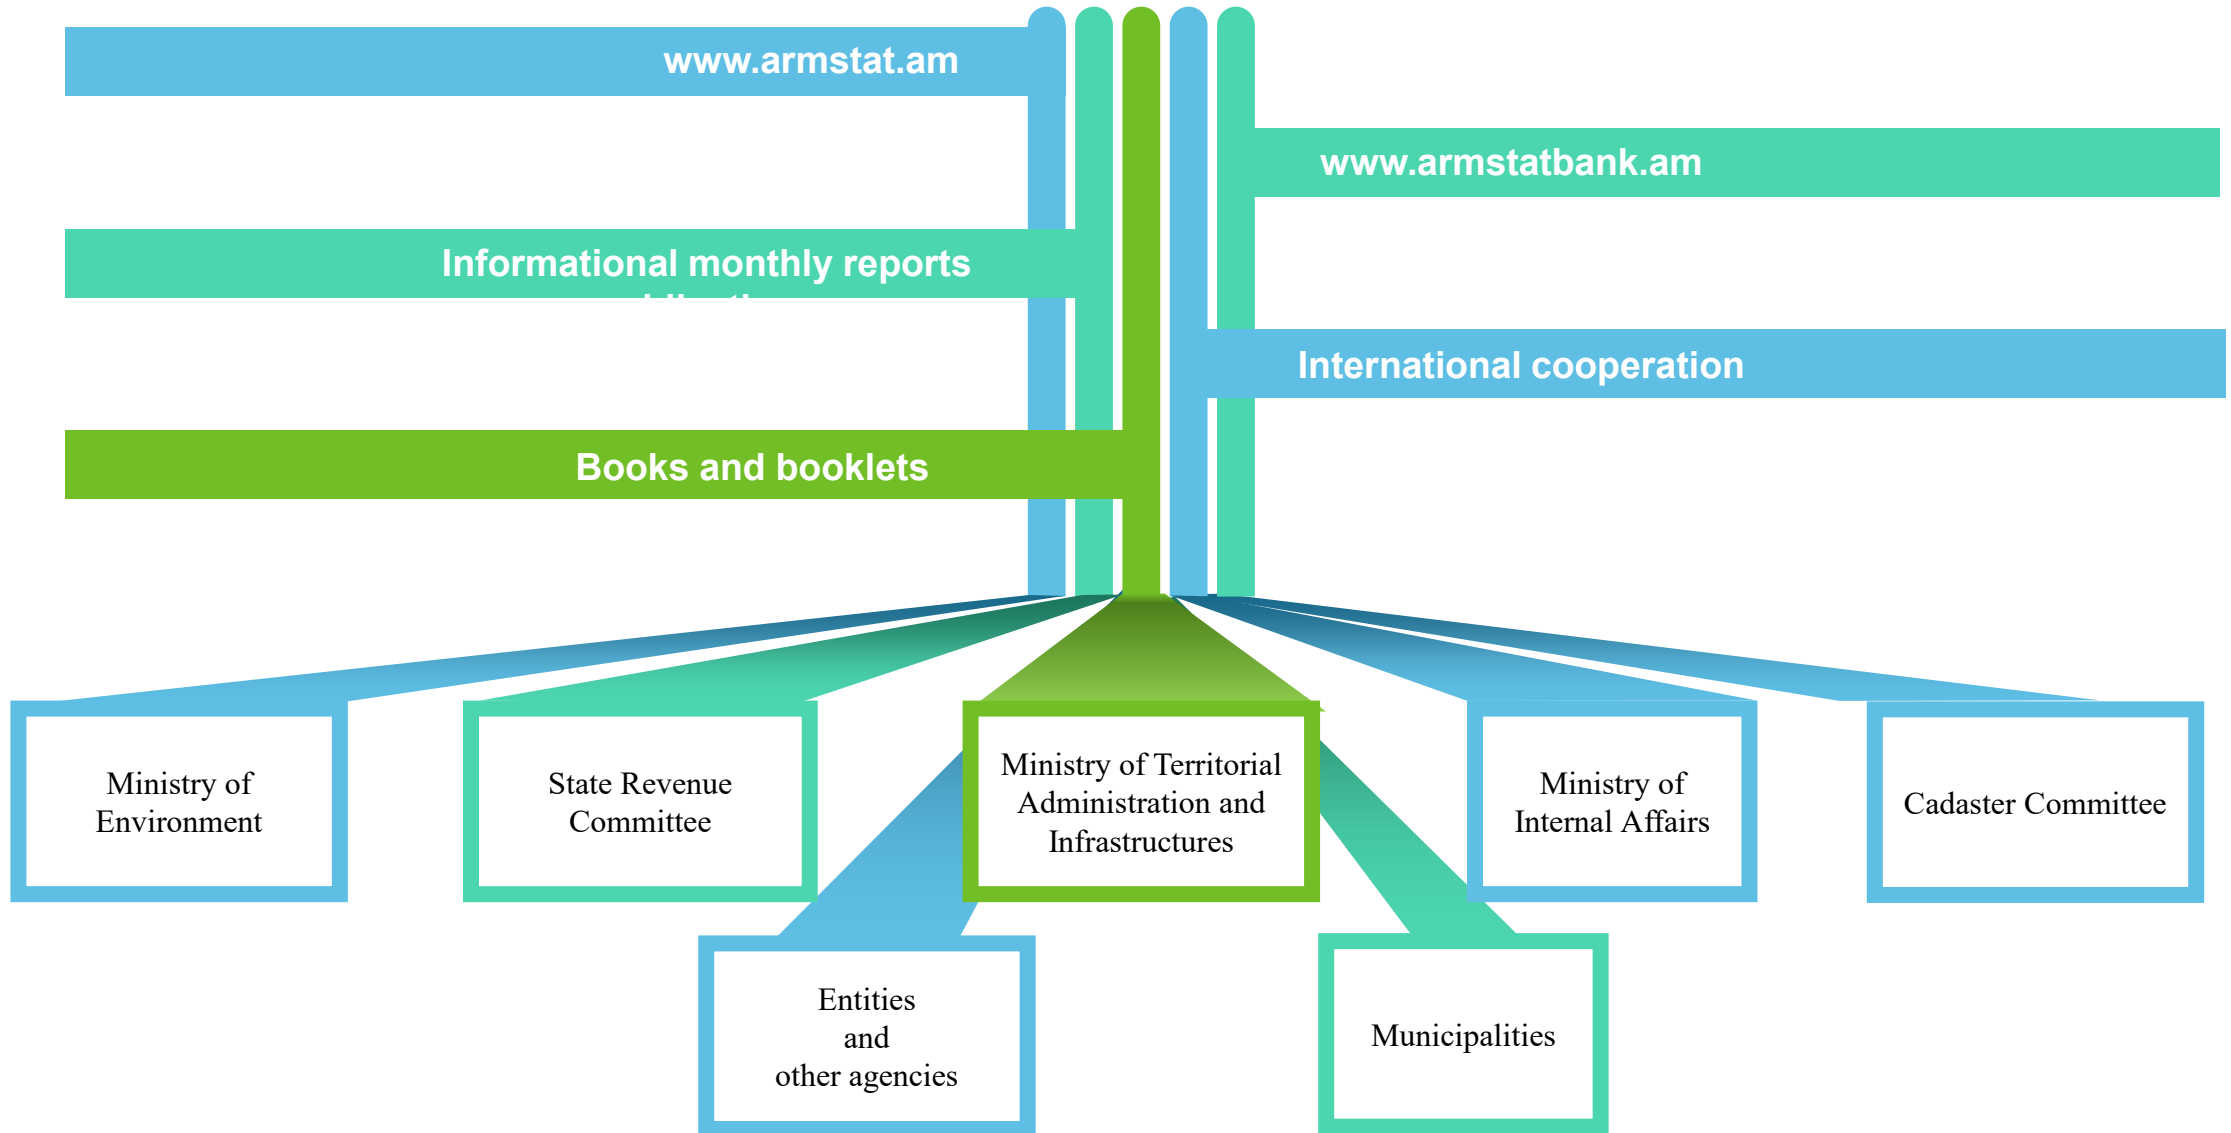 www.armstat.am
www.armstatbank.am
Informational monthly reports
International cooperation
Books and booklets
Ministry of
Environment
State Revenue
Committee
Ministry of Territorial
Administration and
Infrastructures
Ministry of
Internal Affairs
Cadaster Committee
Entities
and
other agencies
Municipalities